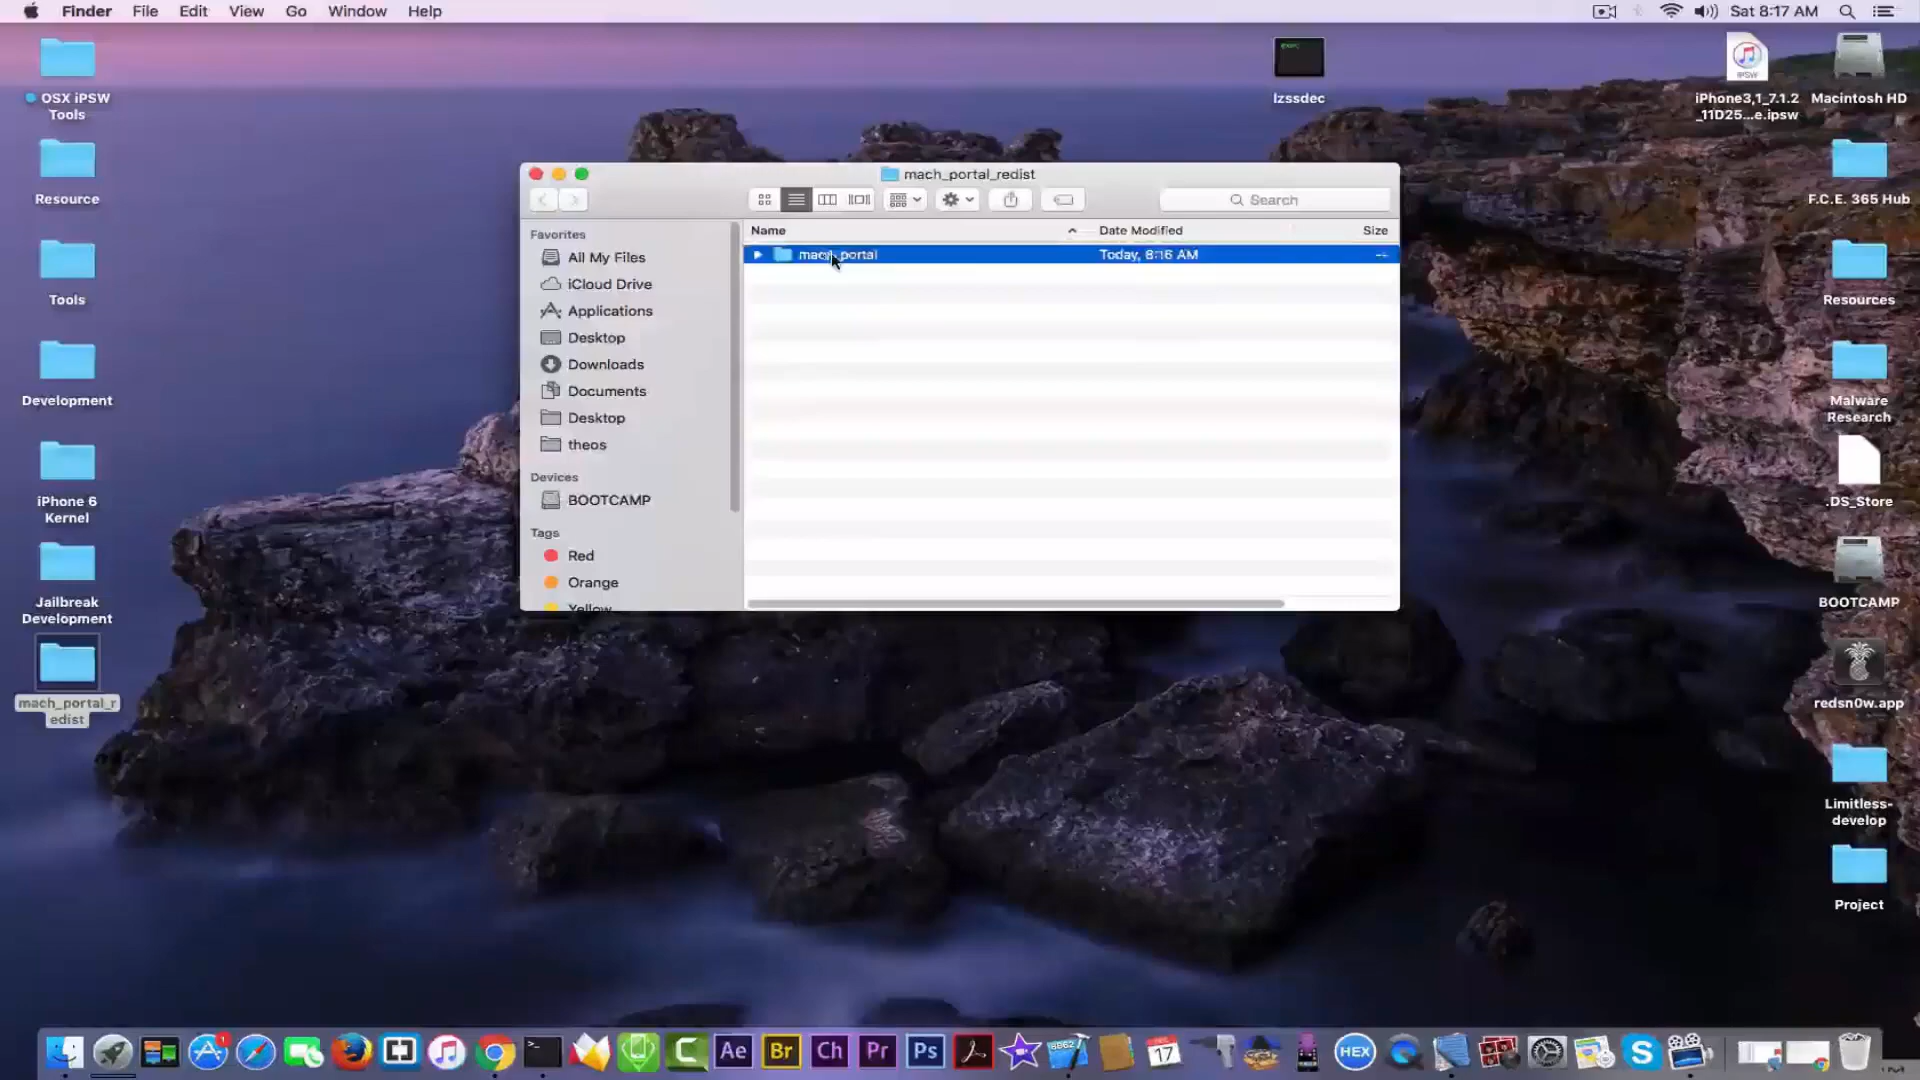 Finder File Edit View Go Window Help
Sat 8:17 AM
OSX iPSW
Tools
Resource
Tools
Development
iPhone 6
Kernel
Jailbreak
Development
mach_portal_r
edist
exec
lzssdec
IPSW
iPhone3,1_7.1.2
_11D25...e.ipsw
Macintosh HD
F.C.E. 365 Hub
Resources
Malware
Research
.DS_Store
BOOTCAMP
redsn0w.app
Limitless-
develop
Project
mach_portal_redist
Search
Favorites
All My Files
iCloud Drive
Applications
Desktop
Downloads
Documents
Desktop
theos
Devices
BOOTCAMP
Tags
Red
Orange
Yellow
Name Date Modified Size
mach_portal Today, 8:16 AM --
1
Ae
Br
Ch
Pr
Ps
17
HEX